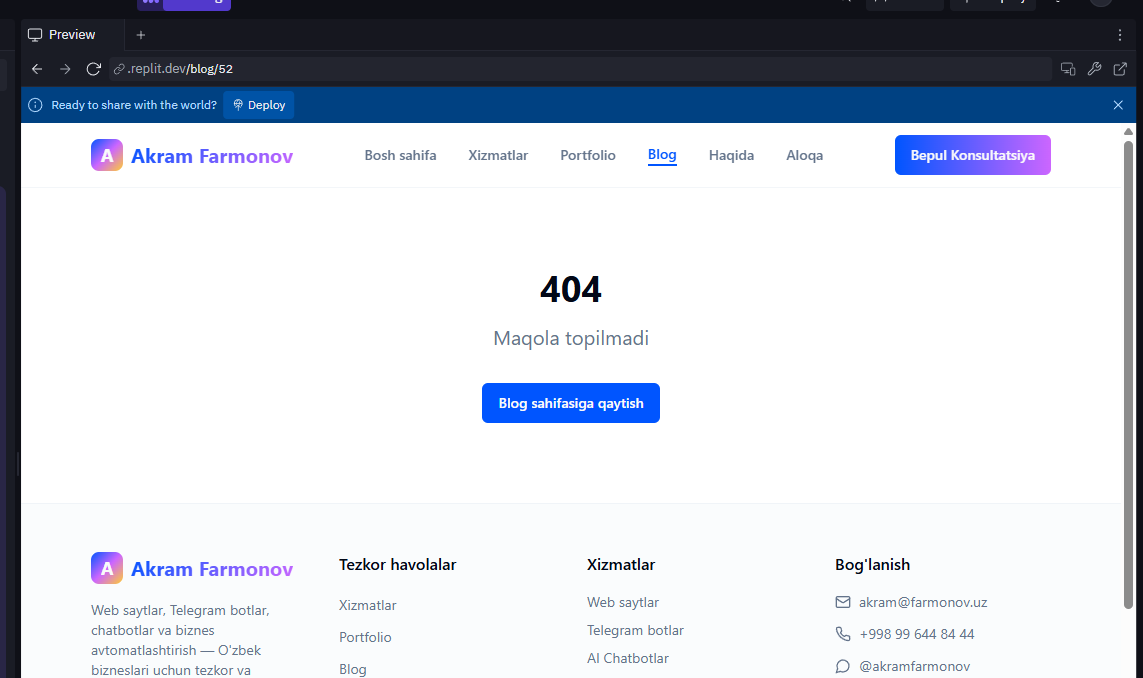 Preview
.replit.dev/blog/52
Ready to share with the world? Deploy
A Akram Farmonov
Bosh sahifa
Xizmatlar
Portfolio
Blog
Haqida
Aloqa
Bepul Konsultatsiya
404
Maqola topilmadi
Blog sahifasiga qaytish
A Akram Farmonov
Web saytlar, Telegram botlar,
chatbotlar va biznes
avtomatlashtirish — O'zbek
bizneslari uchun tezkor va
Tezkor havolalar
Xizmatlar
Portfolio
Blog
Xizmatlar
Web saytlar
Telegram botlar
AI Chatbotlar
Bog'lanish
akram@farmonov.uz
+998 99 644 84 44
@akramfarmonov